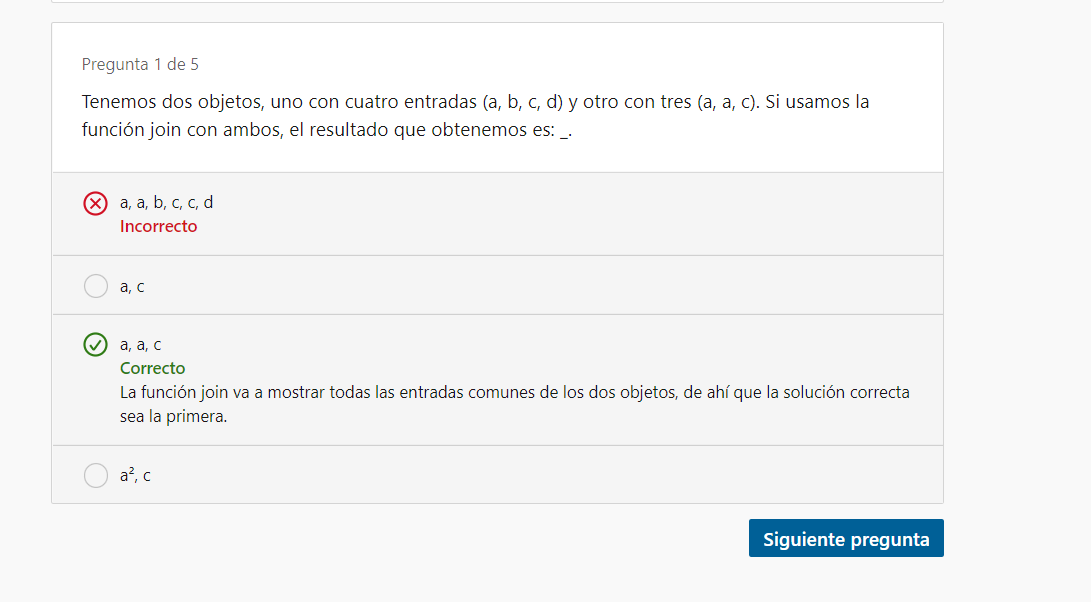 Pregunta 1 de 5
Tenemos dos objetos, uno con cuatro entradas (a, b, c, d) y otro con tres (a, a, c). Si usamos la
función join con ambos, el resultado que obtenemos es: _.
a, a, b, c, c, d
Incorrecto
a, c
a, a, c
Correcto
La función join va a mostrar todas las entradas comunes de los dos objetos, de ahí que la solución correcta
sea la primera.
a², c
Siguiente pregunta